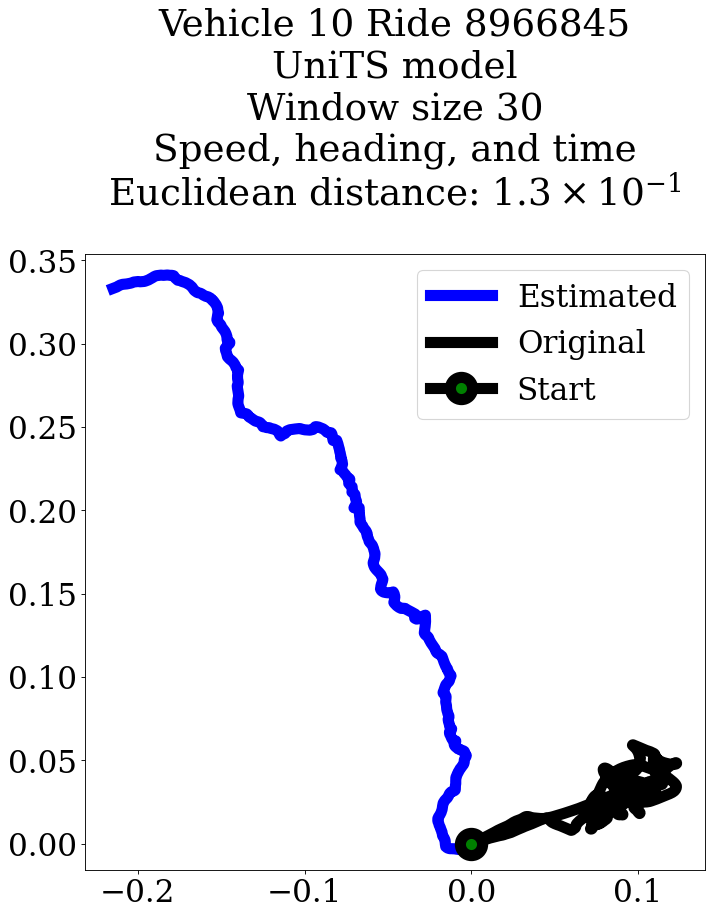 Vehicle 10 Ride 8966845
UniTS model
Window size 30
Speed, heading, and time
Euclidean distance: 1.3 × 10⁻¹
0.35
0.30
0.25
0.20
0.15
0.10
0.05
0.00
Estimated
Original
Start
−0.2 −0.1 0.0 0.1